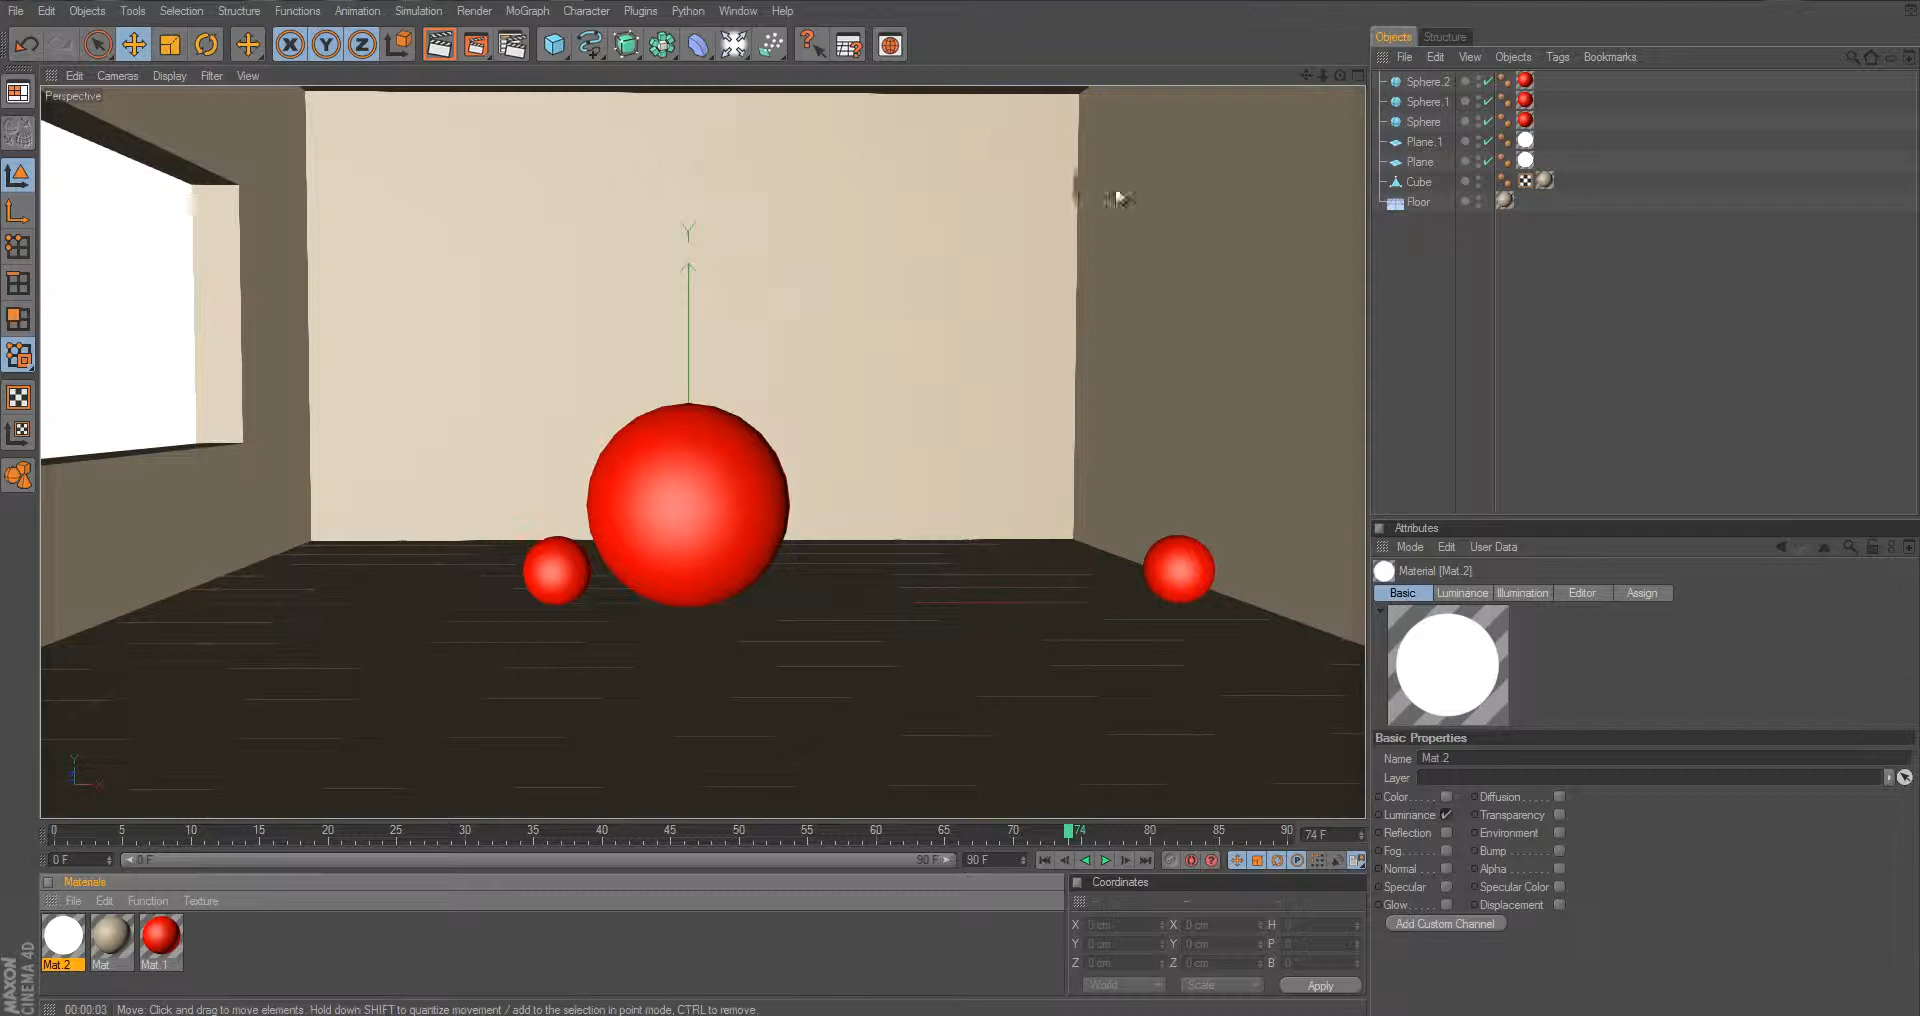 File Edit Objects Tools Selection Structure Functions Animation Simulation Render MoGraph Character Plugins Python Window Help
X Y Z
Objects Structure
File Edit View Objects Tags Bookmarks
Edit Cameras Display Filter View
Perspective
Sphere.2
Sphere.1
Sphere
Plane.1
Plane
Cube
Floor
Y
Attributes
Mode Edit User Data
Material [Mat.2]
Basic Luminance Illumination Editor Assign
Basic Properties
Name Mat.2
Layer
Color. . . . . Diffusion . . . . .
Luminance Transparency
Reflection Environment
Fog. . . . . . Bump. . . . . . . .
Normal . . . Alpha . . . . . . . .
Specular Specular Color
Glow. . . . . Displacement
Add Custom Channel
Y
X
0 5 10 15 20 25 30 35 40 45 50 55 60 65 70 74 80 85 90 74 F
0 F 0 F 90 F 90 F
Materials
File Edit Function Texture
Mat.2 Mat Mat.1
Coordinates
X 0 cm X 0 cm H
Y 0 cm Y 0 cm P
Z 0 cm Z 0 cm B
World Scale Apply
MAXON
CINEMA 4D
00:00:03 Move: Click and drag to move elements. Hold down SHIFT to quantize movement / add to the selection in point mode, CTRL to remove.